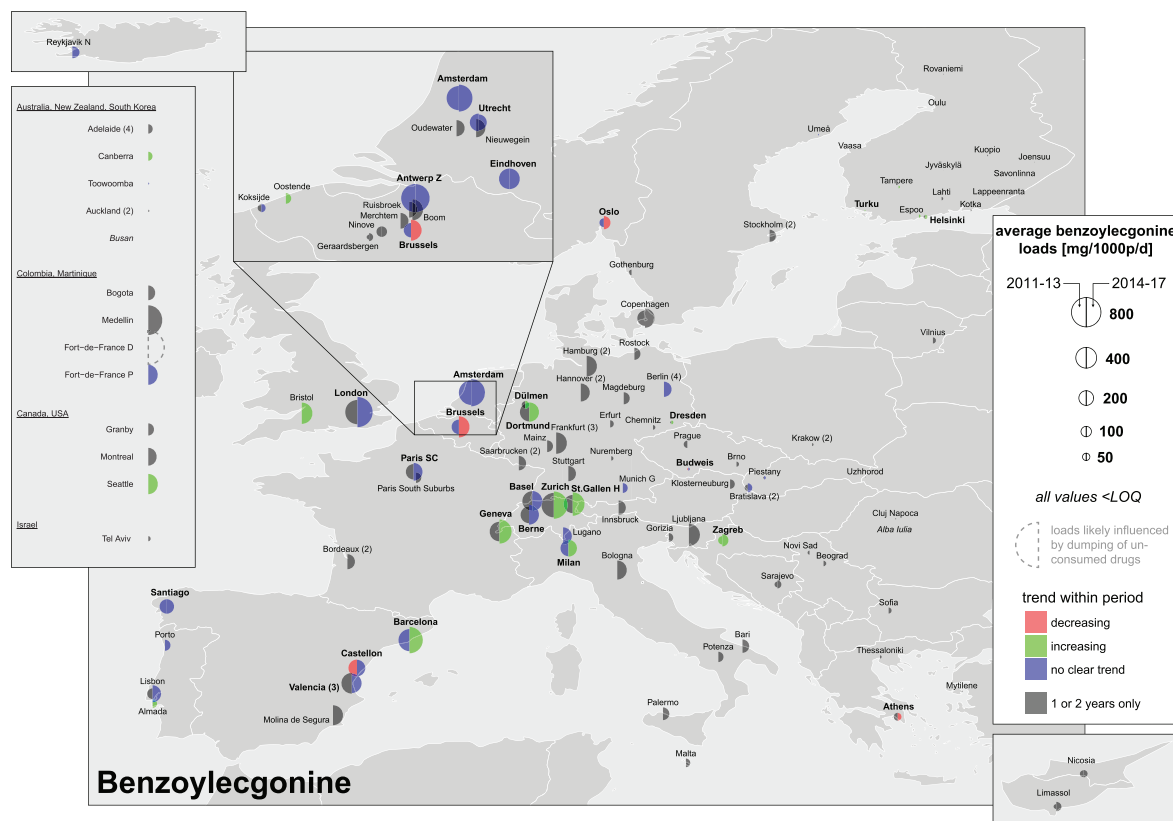 Reykjavik N
Australia, New Zealand, South Korea
Adelaide (4)
Canberra
Toowoomba
Auckland (2)
Busan
Colombia, Martinique
Bogota
Medellin
Fort−de−France D
Fort−de−France P
Canada, USA
Granby
Montreal
Seattle
Israel
Tel Aviv
Amsterdam
Utrecht
Oudewater
Nieuwegein
Eindhoven
Antwerp Z
Oostende
Koksijde
Ruisbroek
Merchtem
Boom
Ninove
Geraardsbergen
Brussels
Rovaniemi
Oulu
Umeå
Vaasa
Kuopio
Joensuu
Jyväskylä
Savonlinna
Tampere
Lahti
Lappeenranta
Turku
Kotka
Espoo
Helsinki
Oslo
Stockholm (2)
Gothenburg
Copenhagen
Vilnius
Rostock
Hamburg (2)
Amsterdam
Hannover (2)
Berlin (4)
Magdeburg
Bristol
London
Dülmen
Brussels
Dortmund
Erfurt
Chemnitz
Dresden
Frankfurt (3)
Mainz
Prague
Krakow (2)
Saarbrucken (2)
Nuremberg
Stuttgart
Brno
Paris SC
Budweis
Piestany
Uzhhorod
Paris South Suburbs
Munich G
Klosterneuburg
Basel
Zurich
St.Gallen H
Bratislava (2)
Geneva
Berne
Innsbruck
Cluj Napoca
Lugano
Gorizia
Ljubljana
Zagreb
Alba Iulia
Bordeaux (2)
Milan
Bologna
Novi Sad
Beograd
Sarajevo
Santiago
Sofia
Porto
Barcelona
Bari
Potenza
Castellon
Thessaloniki
Lisbon
Valencia (3)
Mytilene
Almada
Molina de Segura
Palermo
Athens
Malta
Benzoylecgonine
average benzoylecgonine
loads [mg/1000p/d]
2011-13
2014-17
800
400
200
100
50
all values <LOQ
loads likely influenced
by dumping of un-
consumed drugs
trend within period
decreasing
increasing
no clear trend
1 or 2 years only
Nicosia
Limassol